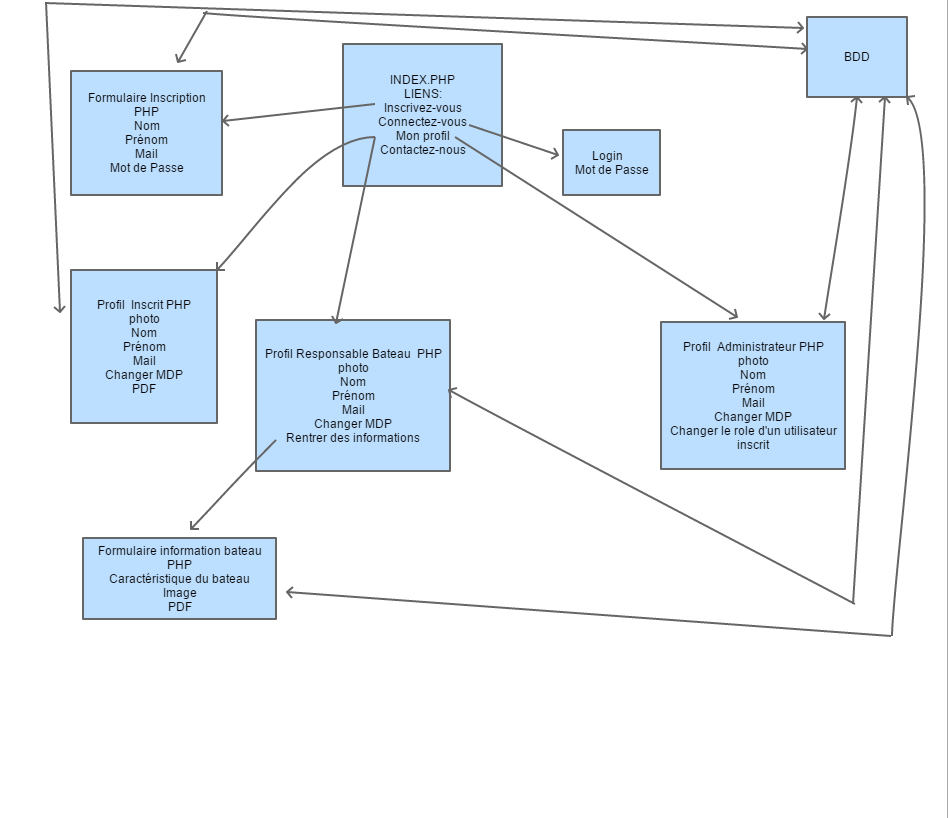 BDD
INDEX.PHP
LIENS:
Inscrivez-vous
Connectez-vous
Mon profil
Contactez-nous
Formulaire Inscription
PHP
Nom
Prénom
Mail
Mot de Passe
Login
Mot de Passe
Profil Inscrit PHP
photo
Nom
Prénom
Mail
Changer MDP
PDF
Profil Responsable Bateau PHP
photo
Nom
Prénom
Mail
Changer MDP
Rentrer des informations
Profil Administrateur PHP
photo
Nom
Prénom
Mail
Changer MDP
Changer le role d'un utilisateur
inscrit
Formulaire information bateau
PHP
Caractéristique du bateau
Image
PDF